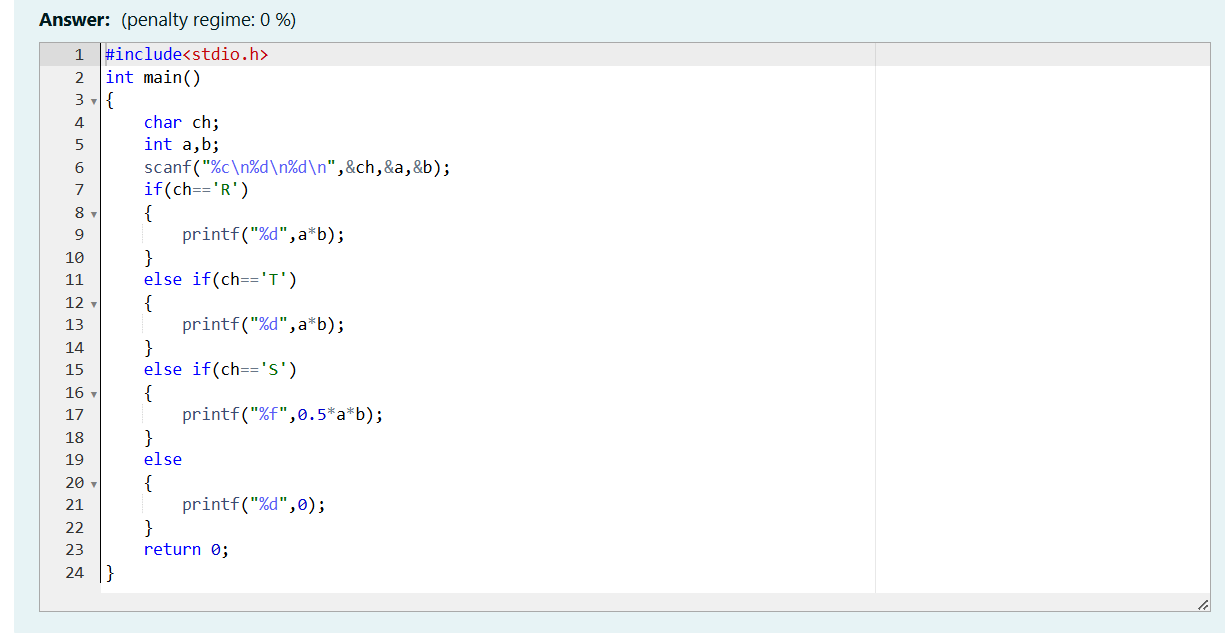 Answer: (penalty regime: 0 %)
1 #include<stdio.h>
2 int main()
3 {
4     char ch;
5     int a,b;
6     scanf("%c\n%d\n%d\n",&ch,&a,&b);
7     if(ch=='R')
8     {
9         printf("%d",a*b);
10     }
11     else if(ch=='T')
12     {
13         printf("%d",a*b);
14     }
15     else if(ch=='S')
16     {
17         printf("%f",0.5*a*b);
18     }
19     else
20     {
21         printf("%d",0);
22     }
23     return 0;
24 }